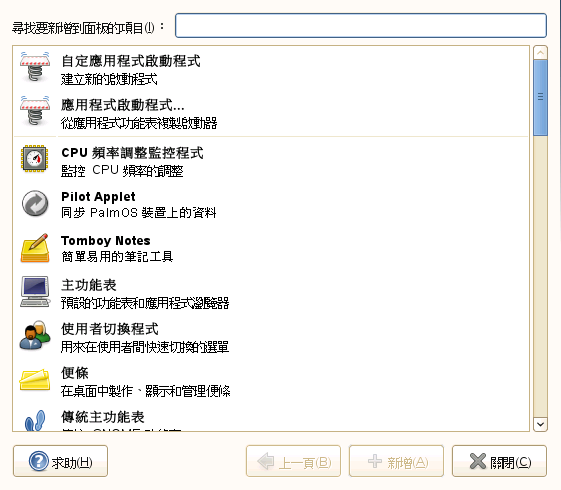 尋找要新增到面板的項目(I)：
自定應用程式啟動程式
建立新的啟動程式
應用程式啟動程式...
從應用程式功能表複製啟動器
CPU 頻率調整監控程式
監控 CPU 頻率的調整
Pilot Applet
同步 PalmOS 裝置上的資料
Tomboy Notes
簡單易用的筆記工具
主功能表
預設的功能表和應用程式瀏覽器
使用者切換程式
用來在使用者間快速切換的選單
便條
在桌面中製作、顯示和管理便條
傳統主功能表
求助(H)
上一頁(B)
新增(A)
關閉(C)